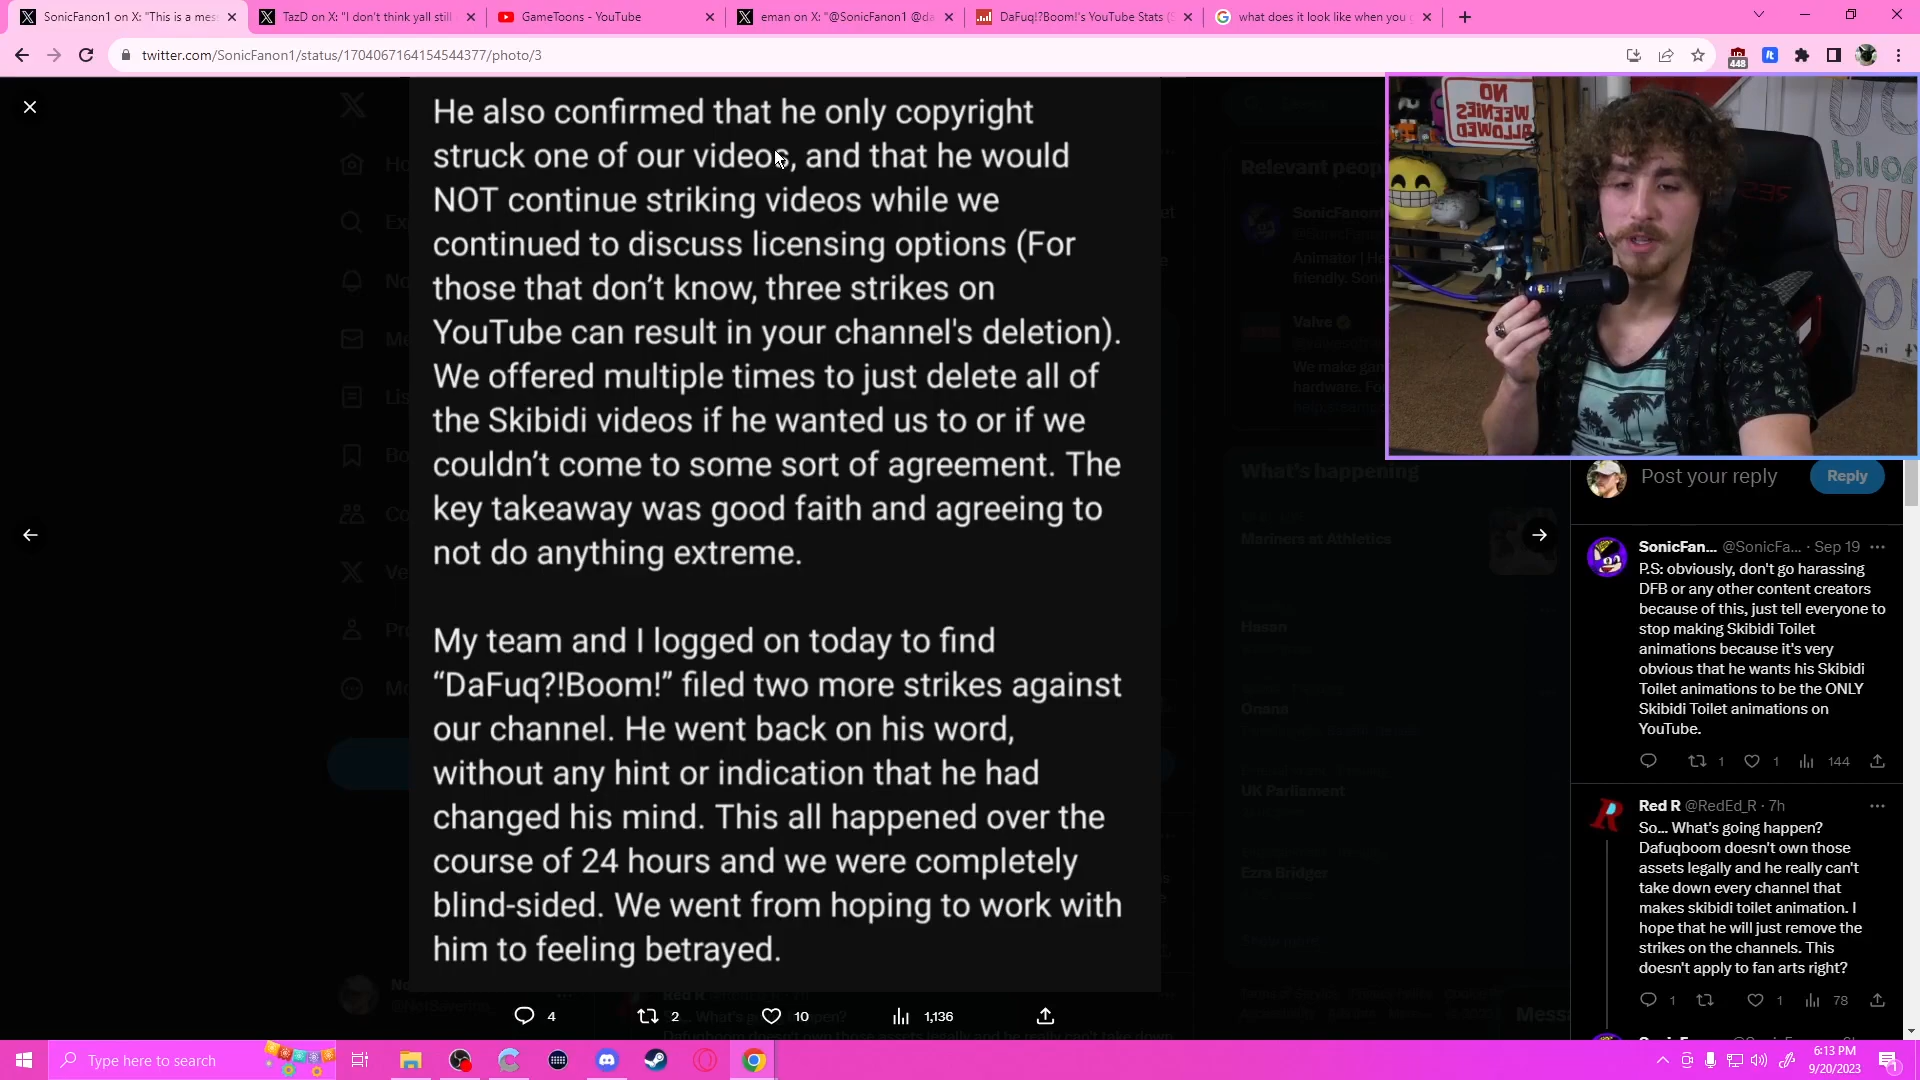 SonicFanon1 on X: "This is a mes
TazD on X: "I don't think yall still
GameToons - YouTube
eman on X: "@SonicFanon1 @da
DaFuq!?Boom!'s YouTube Stats (S
what does it look like when you g
twitter.com/SonicFanon1/status/1704067164154544377/photo/3
448
He also confirmed that he only copyright
struck one of our videos, and that he would
NOT continue striking videos while we
continued to discuss licensing options (For
those that don't know, three strikes on
YouTube can result in your channel's deletion).
We offered multiple times to just delete all of
the Skibidi videos if he wanted us to or if we
couldn't come to some sort of agreement. The
key takeaway was good faith and agreeing to
not do anything extreme.
My team and I logged on today to find
“DaFuq?!Boom!” filed two more strikes against
our channel. He went back on his word,
without any hint or indication that he had
changed his mind. This all happened over the
course of 24 hours and we were completely
blind-sided. We went from hoping to work with
him to feeling betrayed.
4
2
10
1,136
Relevant peop
SonicFanon
Valve
What's happening
Mariners at Athletics
Hasan
Onana
UK Parliament
Ezra Bridger
Show more
NO
WEENIES
ALLOWED
Post your reply
Reply
SonicFan... @SonicFa... · Sep 19
P.S: obviously, don't go harassing
DFB or any other content creators
because of this, just tell everyone to
stop making Skibidi Toilet
animations because it's very
obvious that he wants his Skibidi
Toilet animations to be the ONLY
Skibidi Toilet animations on
YouTube.
1
1
144
Red R @RedEd_R · 7h
So... What's going happen?
Dafuqboom doesn't own those
assets legally and he really can't
take down every channel that
makes skibidi toilet animation. I
hope that he will just remove the
strikes on the channels. This
doesn't apply to fan arts right?
1
1
78
Type here to search
6:13 PM
9/20/2023
1